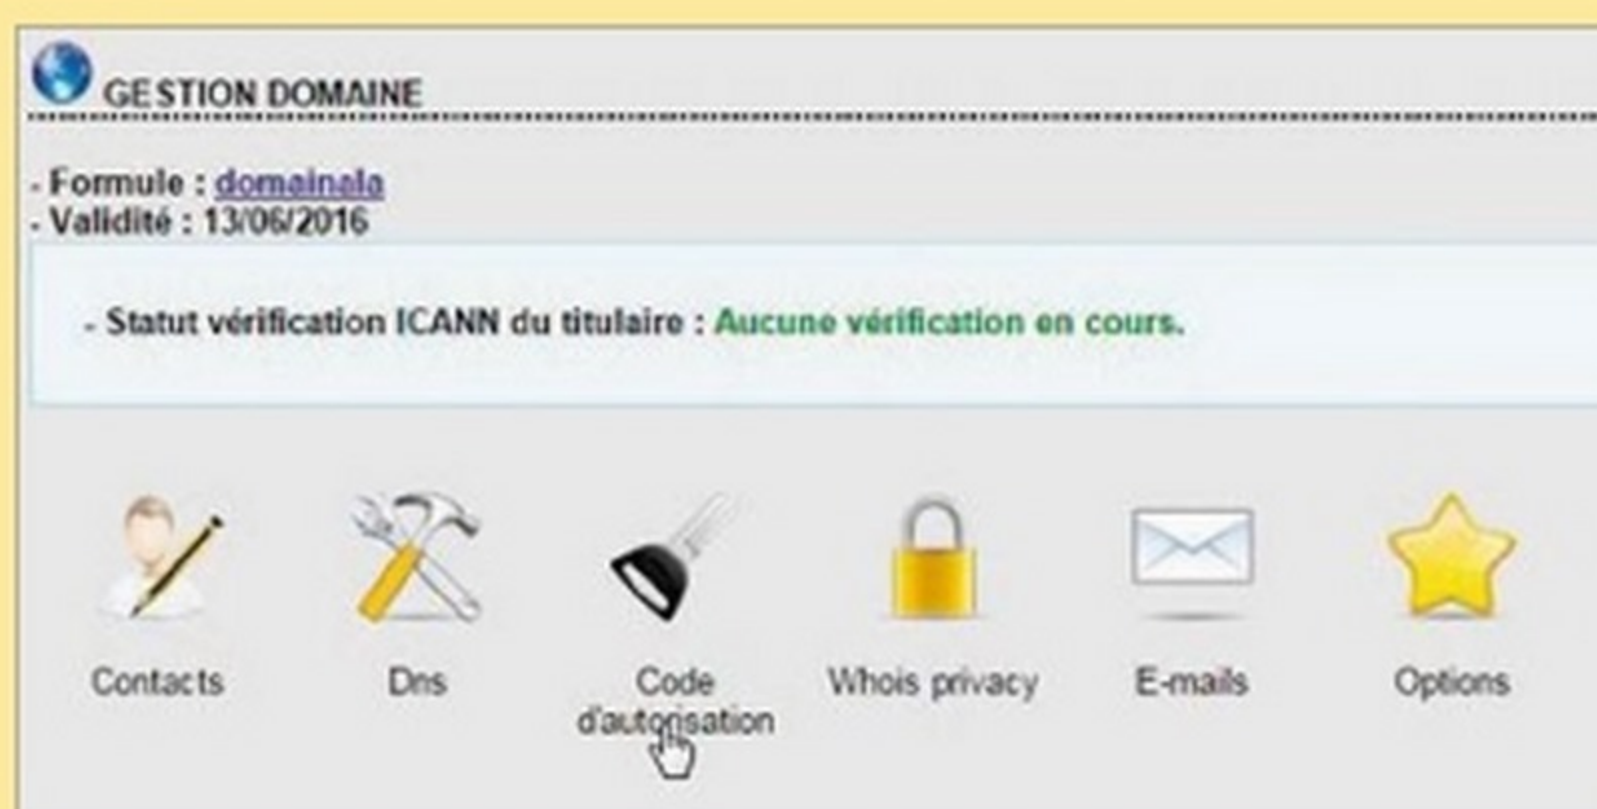 GESTION DOMAINE
- Formule : domainala
- Validité : 13/06/2016
- Statut vérification ICANN du titulaire : Aucune vérification en cours.
Contacts
Dns
Code
d'autorisation
Whois privacy
E-mails
Options